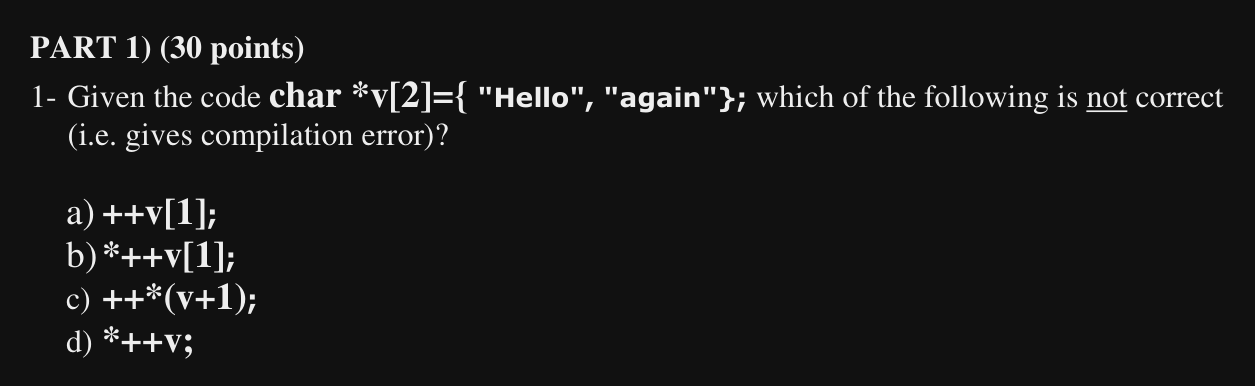 PART 1) (30 points)
1- Given the code char *v[2]={ "Hello", "again"}; which of the following is not correct
(i.e. gives compilation error)?
a) ++v[1];
b) *++v[1];
c) ++*(v+1);
d) *++v;